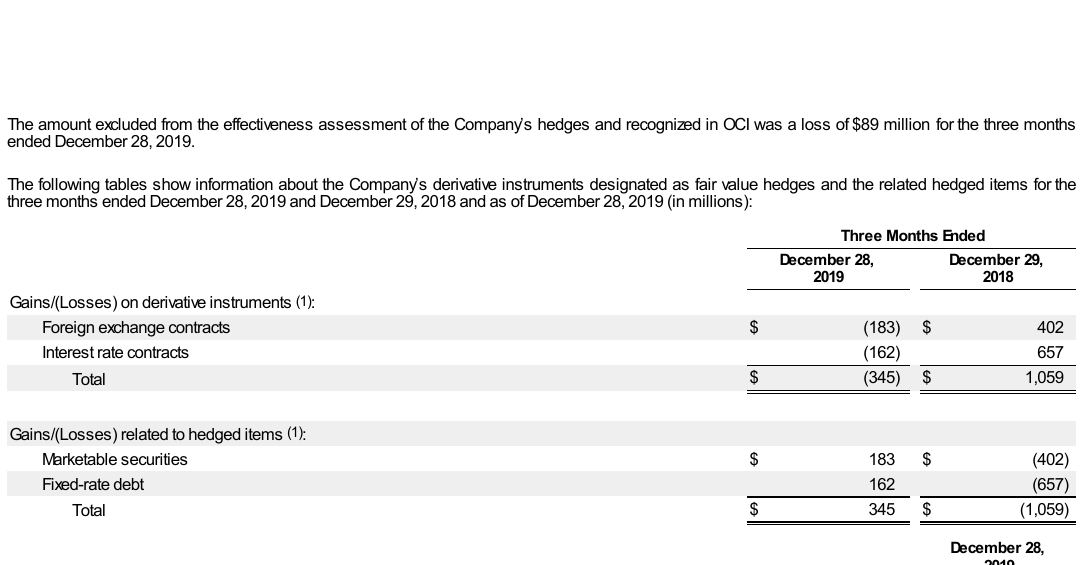 The amount excluded from the effectiveness assessment of the Company's hedges and recognized in OCI was a loss of $89 million for the three months
ended December 28, 2019.
The following tables show information about the Company's derivative instruments designated as fair value hedges and the related hedged items for the
three months ended December 28, 2019 and December 29, 2018 and as of December 28, 2019 (in millions):
Three Months Ended
December 28, December 29,
2019 2018
Gains/(Losses) on derivative instruments (1):
Foreign exchange contracts $ (183) $ 402
Interest rate contracts (162) 657
Total $ (345) $ 1,059
Gains/(Losses) related to hedged items (1):
Marketable securities $ 183 $ (402)
Fixed-rate debt 162 (657)
Total $ 345 $ (1,059)
December 28,
2019